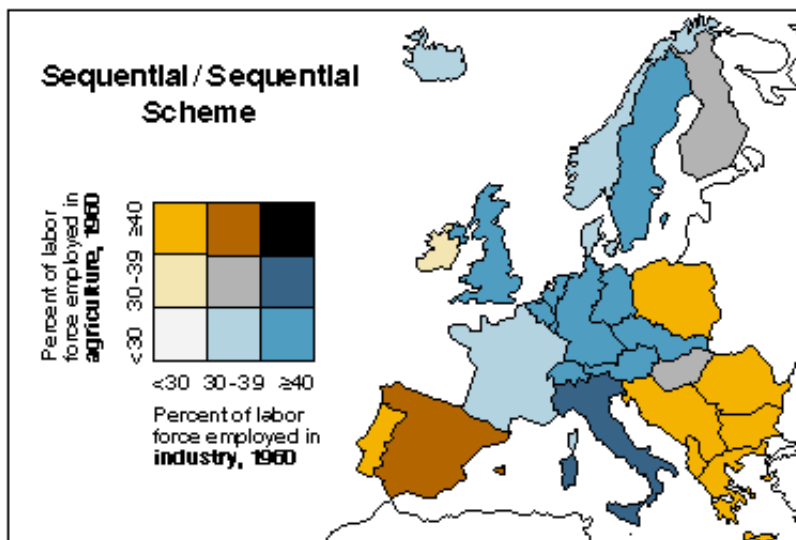 Sequential / Sequential
Scheme
Percent of labor
force employed in
agriculture, 1960
≥40
30-39
<30
<30 30-39 ≥40
Percent of labor
force employed in
industry, 1960